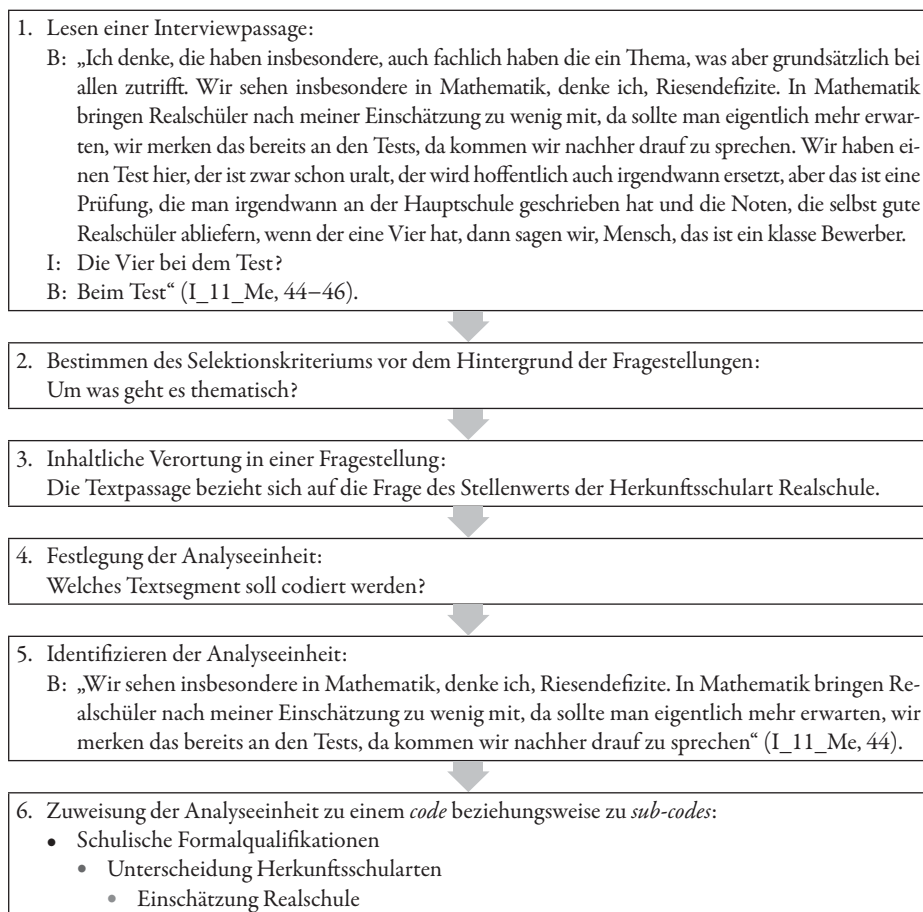 1. Lesen einer Interviewpassage:
B: „Ich denke, die haben insbesondere, auch fachlich haben die ein Thema, was aber grundsätzlich bei
allen zutrifft. Wir sehen insbesondere in Mathematik, denke ich, Riesendefizite. In Mathematik
bringen Realschüler nach meiner Einschätzung zu wenig mit, da sollte man eigentlich mehr erwar-
ten, wir merken das bereits an den Tests, da kommen wir nachher drauf zu sprechen. Wir haben ei-
nen Test hier, der ist zwar schon uralt, der wird hoffentlich auch irgendwann ersetzt, aber das ist eine
Prüfung, die man irgendwann an der Hauptschule geschrieben hat und die Noten, die selbst gute
Realschüler abliefern, wenn der eine Vier hat, dann sagen wir, Mensch, das ist ein klasse Bewerber.
I: Die Vier bei dem Test?
B: Beim Test“ (I_11_Me, 44–46).
2. Bestimmen des Selektionskriteriums vor dem Hintergrund der Fragestellungen:
Um was geht es thematisch?
3. Inhaltliche Verortung in einer Fragestellung:
Die Textpassage bezieht sich auf die Frage des Stellenwerts der Herkunftsschulart Realschule.
4. Festlegung der Analyseeinheit:
Welches Textsegment soll codiert werden?
5. Identifizieren der Analyseeinheit:
B: „Wir sehen insbesondere in Mathematik, denke ich, Riesendefizite. In Mathematik bringen Re-
alschüler nach meiner Einschätzung zu wenig mit, da sollte man eigentlich mehr erwarten, wir
merken das bereits an den Tests, da kommen wir nachher drauf zu sprechen“ (I_11_Me, 44).
6. Zuweisung der Analyseeinheit zu einem code beziehungsweise zu sub-codes:
• Schulische Formalqualifikationen
• Unterscheidung Herkunftsschularten
• Einschätzung Realschule